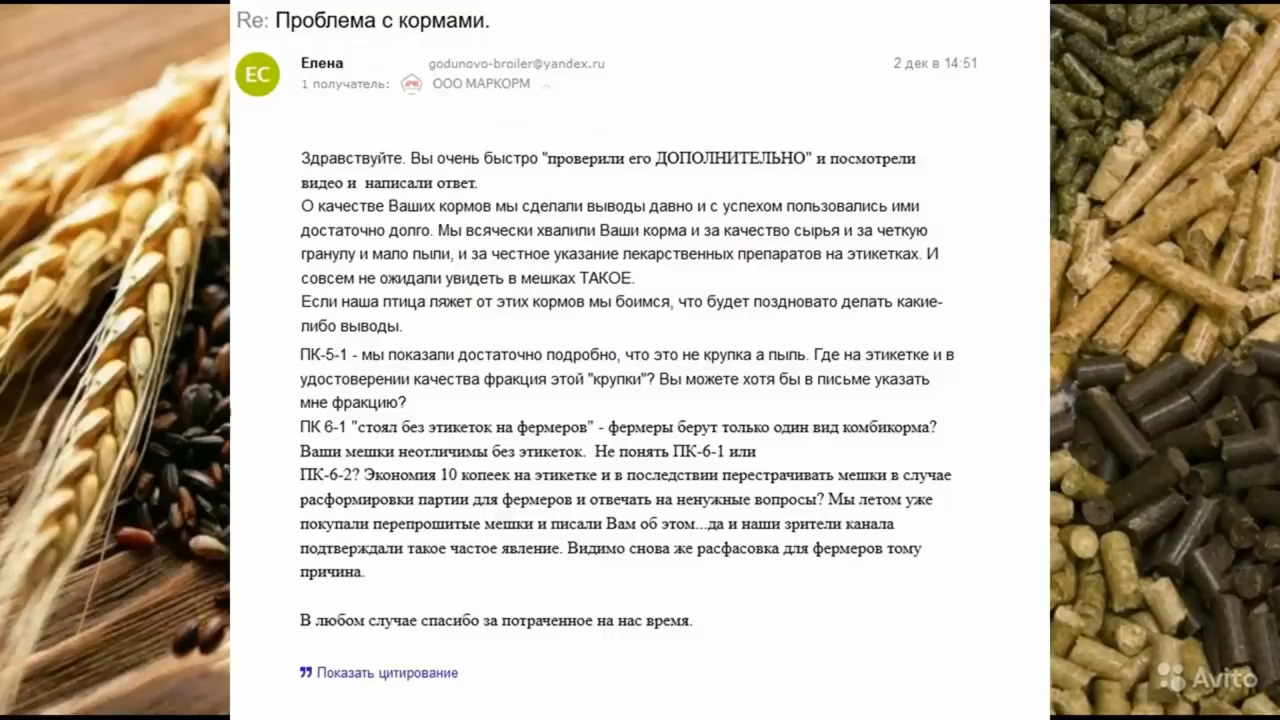 Re: Проблема с кормами.
ЕС
Елена godunovo-broiler@yandex.ru 2 дек в 14:51
1 получатель: ООО МАРКОРМ
Здравствуйте. Вы очень быстро "проверили его ДОПОЛНИТЕЛЬНО" и посмотрели
видео и написали ответ.
О качестве Ваших кормов мы сделали выводы давно и с успехом пользовались ими
достаточно долго. Мы всячески хвалили Ваши корма и за качество сырья и за четкую
гранулу и мало пыли, и за честное указание лекарственных препаратов на этикетках. И
совсем не ожидали увидеть в мешках ТАКОЕ.
Если наша птица ляжет от этих кормов мы боимся, что будет поздновато делать какие-
либо выводы.
ПК-5-1 - мы показали достаточно подробно, что это не крупка а пыль. Где на этикетке и в
удостоверении качества фракция этой "крупки"? Вы можете хотя бы в письме указать
мне фракцию?
ПК 6-1 "стоял без этикеток на фермеров" - фермеры берут только один вид комбикорма?
Ваши мешки неотличимы без этикеток. Не понять ПК-6-1 или
ПК-6-2? Экономия 10 копеек на этикетке и в последствии перестрачивать мешки в случае
расформировки партии для фермеров и отвечать на ненужные вопросы? Мы летом уже
покупали перепрошитые мешки и писали Вам об этом...да и наши зрители канала
подтверждали такое частое явление. Видимо снова же расфасовка для фермеров тому
причина.
В любом случае спасибо за потраченное на нас время.
Показать цитирование
Avito